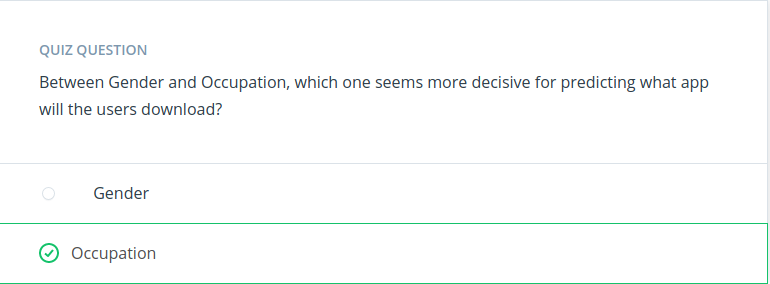 QUIZ QUESTION
Between Gender and Occupation, which one seems more decisive for predicting what app
will the users download?
Gender
Occupation